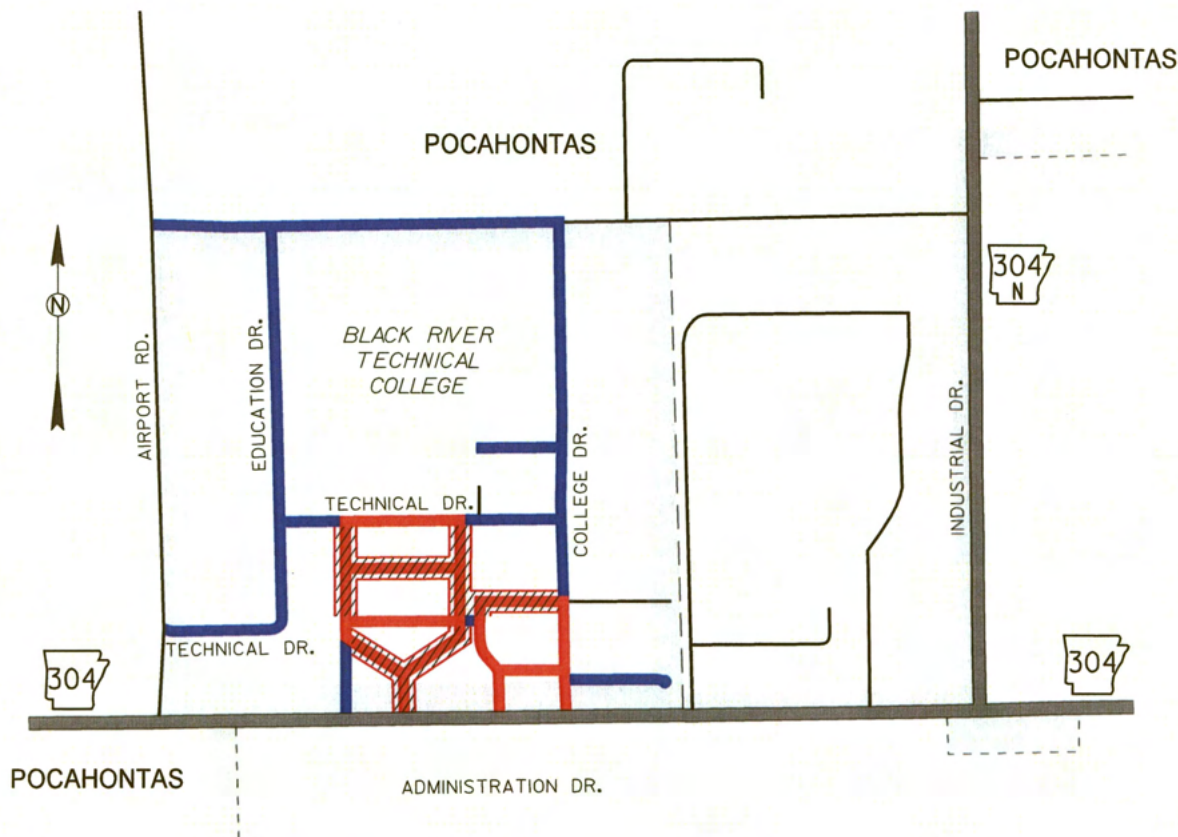 POCAHONTAS
POCAHONTAS
304
N
N
BLACK RIVER
TECHNICAL
COLLEGE
AIRPORT RD.
EDUCATION DR.
COLLEGE DR.
INDUSTRIAL DR.
TECHNICAL DR.
TECHNICAL DR.
304
304
POCAHONTAS
ADMINISTRATION DR.